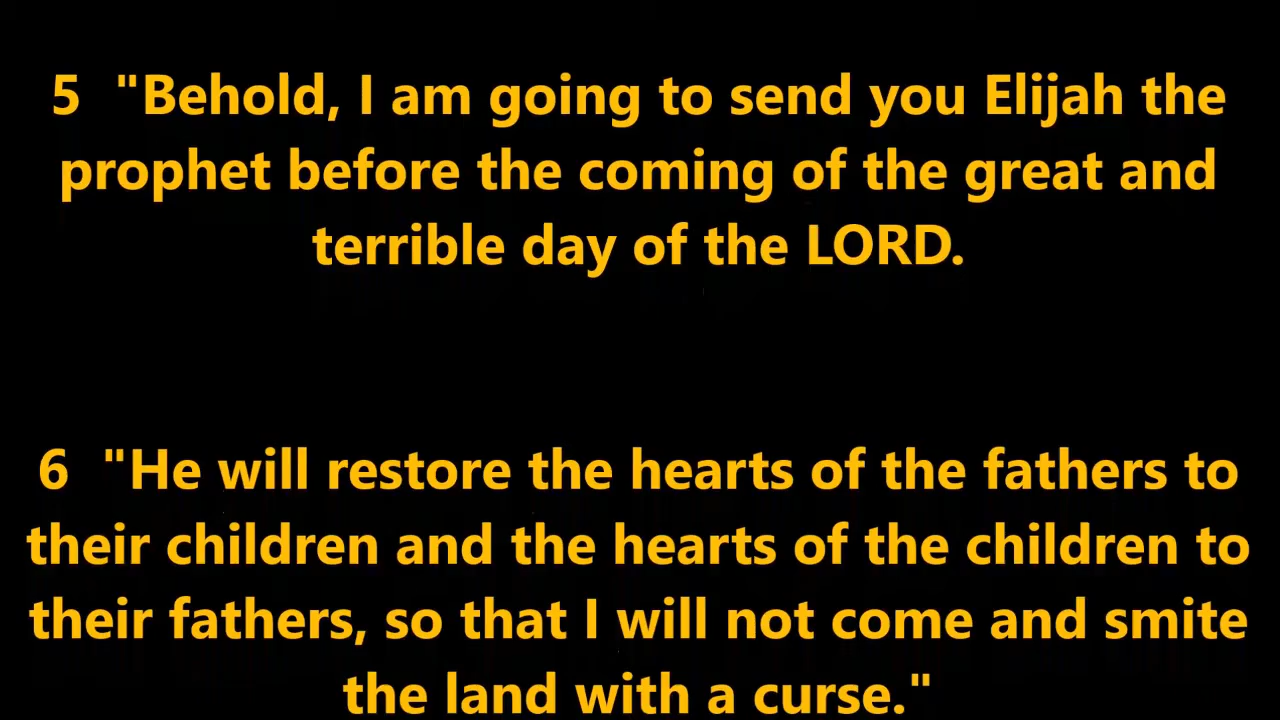 5  "Behold, I am going to send you Elijah the
prophet before the coming of the great and
terrible day of the LORD.
6  "He will restore the hearts of the fathers to
their children and the hearts of the children to
their fathers, so that I will not come and smite
the land with a curse."